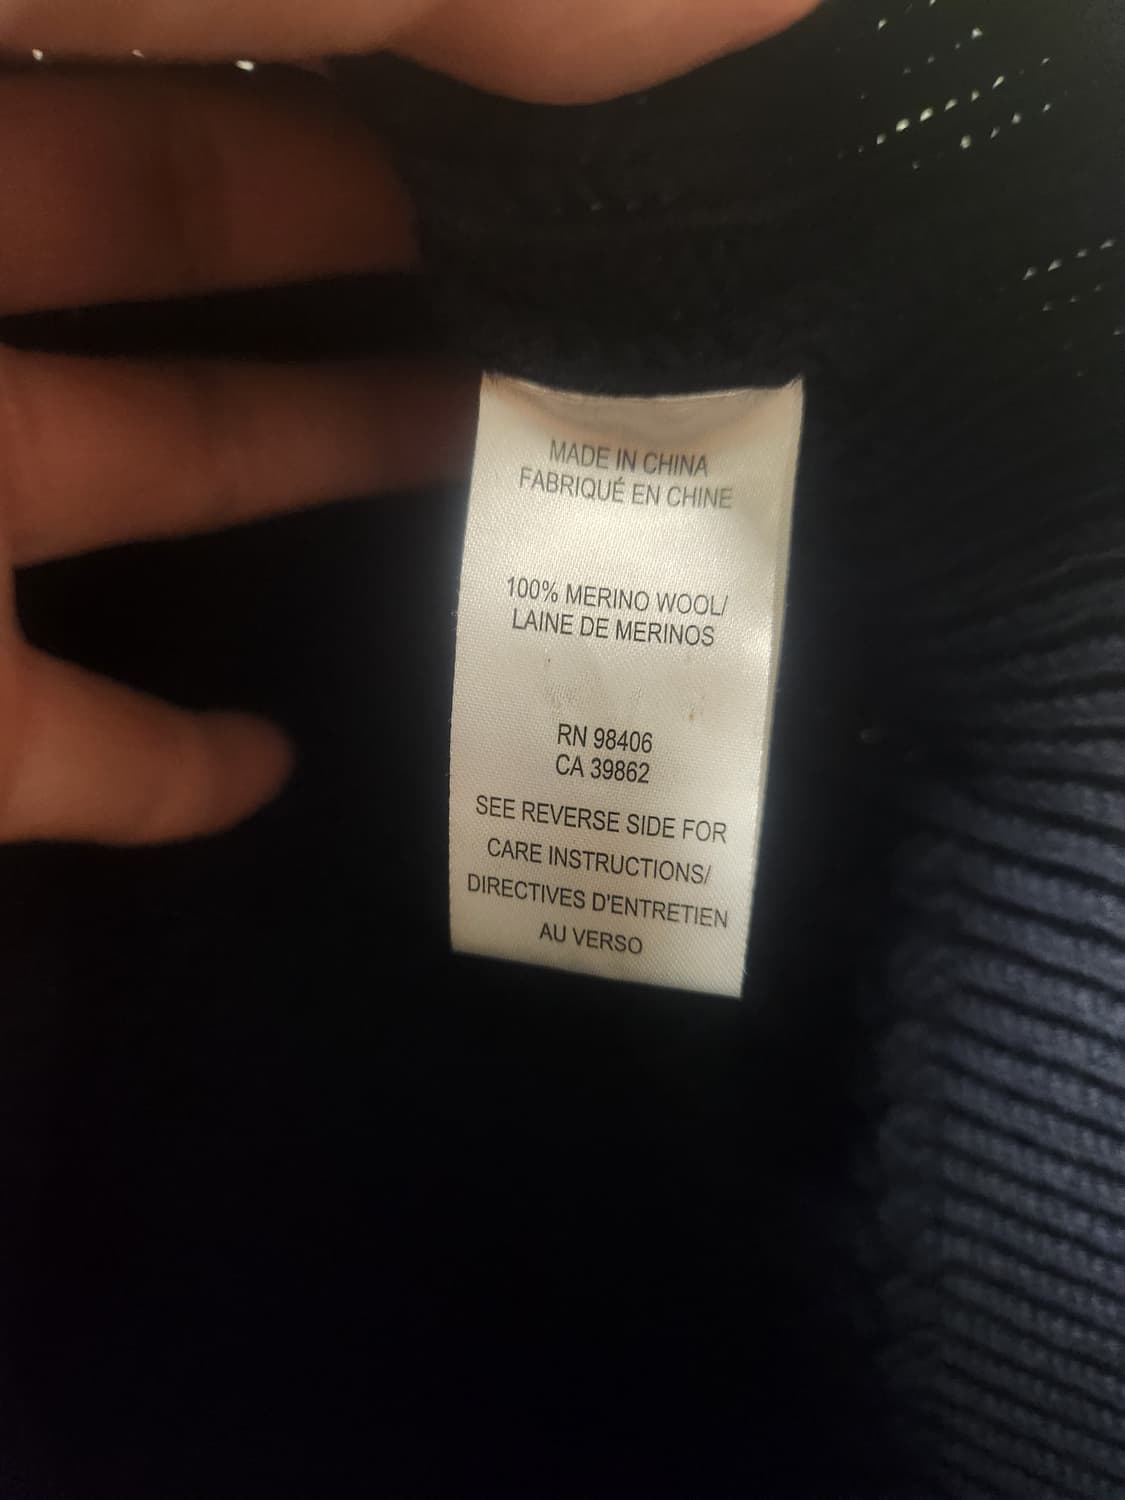 MADE IN CHINA
FABRIQUÉ EN CHINE
100% MERINO WOOL/
LAINE DE MERINOS
RN 98406
CA 39862
SEE REVERSE SIDE FOR
CARE INSTRUCTIONS/
DIRECTIVES D'ENTRETIEN
AU VERSO